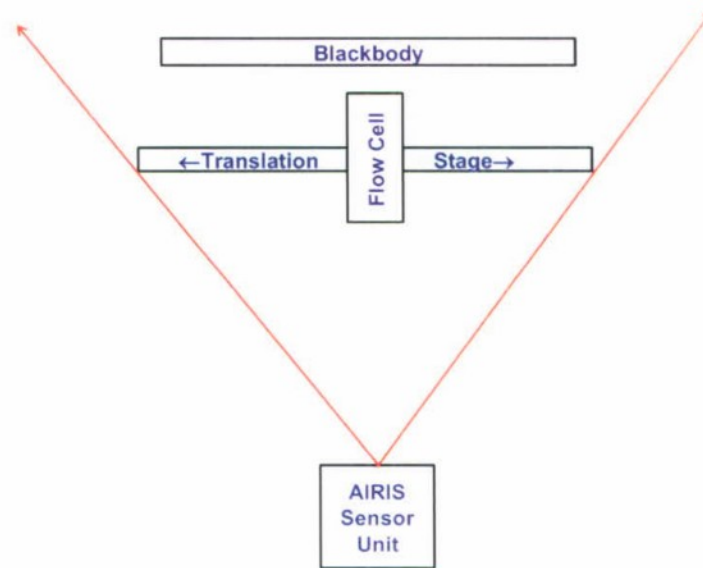 Blackbody
←Translation
Flow Cell
Stage→
AIRIS
Sensor
Unit